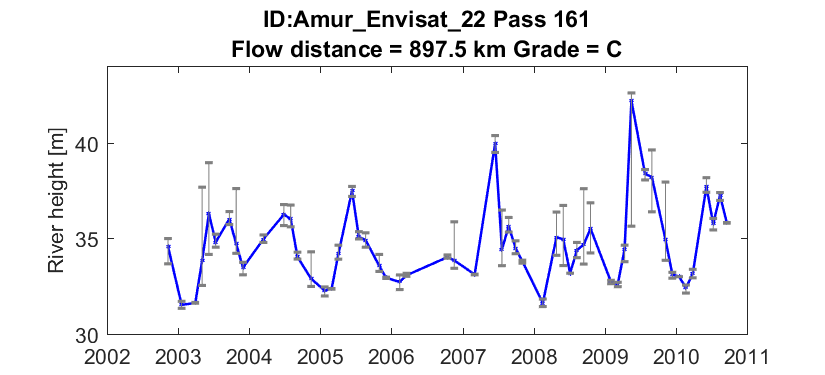 ID:Amur_Envisat_22 Pass 161
Flow distance = 897.5 km Grade = C
River height [m]
40
35
30
2002 2003 2004 2005 2006 2007 2008 2009 2010 2011